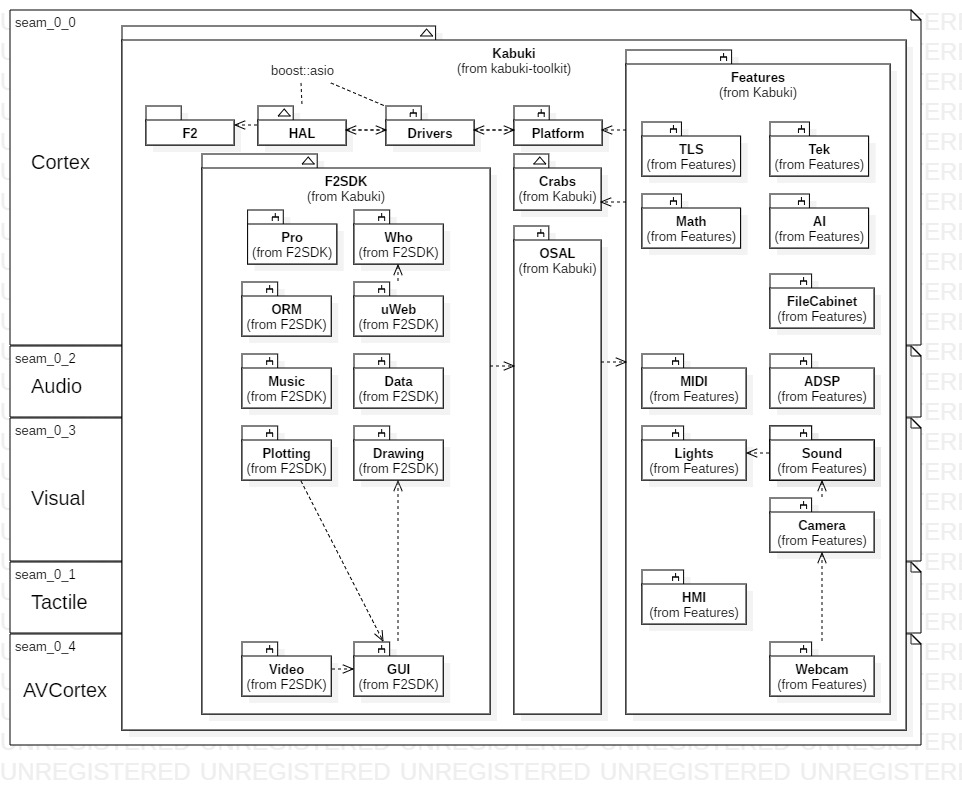 seam_0_0
Cortex
Kabuki
(from kabuki-toolkit)
boost::asio
F2
HAL
Drivers
Platform
Crabs
(from Kabuki)
OSAL
(from Kabuki)
F2SDK
(from Kabuki)
Pro
(from F2SDK)
Who
(from F2SDK)
ORM
(from F2SDK)
uWeb
(from F2SDK)
Music
(from F2SDK)
Data
(from F2SDK)
Plotting
(from F2SDK)
Drawing
(from F2SDK)
Video
(from F2SDK)
GUI
(from F2SDK)
Features
(from Kabuki)
TLS
(from Features)
Tek
(from Features)
Math
(from Features)
AI
(from Features)
FileCabinet
(from Features)
MIDI
(from Features)
ADSP
(from Features)
Lights
(from Features)
Sound
(from Features)
Camera
(from Features)
HMI
(from Features)
Webcam
(from Features)
seam_0_2
Audio
seam_0_3
Visual
seam_0_1
Tactile
seam_0_4
AVCortex
UNREGISTERED UNREGISTERED UNREGISTERED UNREGISTERED UNREGISTERI